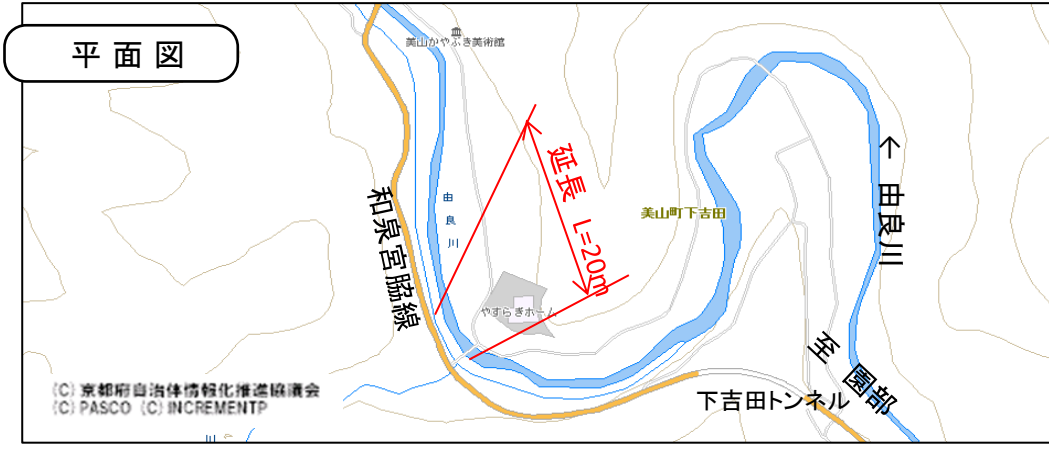 平面図
美山かやぶき美術館
延長 L=20m
由良川
和泉宮脇線
美山町下吉田
← 由良川
やすらぎホーム
至 園部
下吉田トンネル
(C) 京都府自治体情報化推進協議会
(C) PASCO (C) INCREMENTP
川